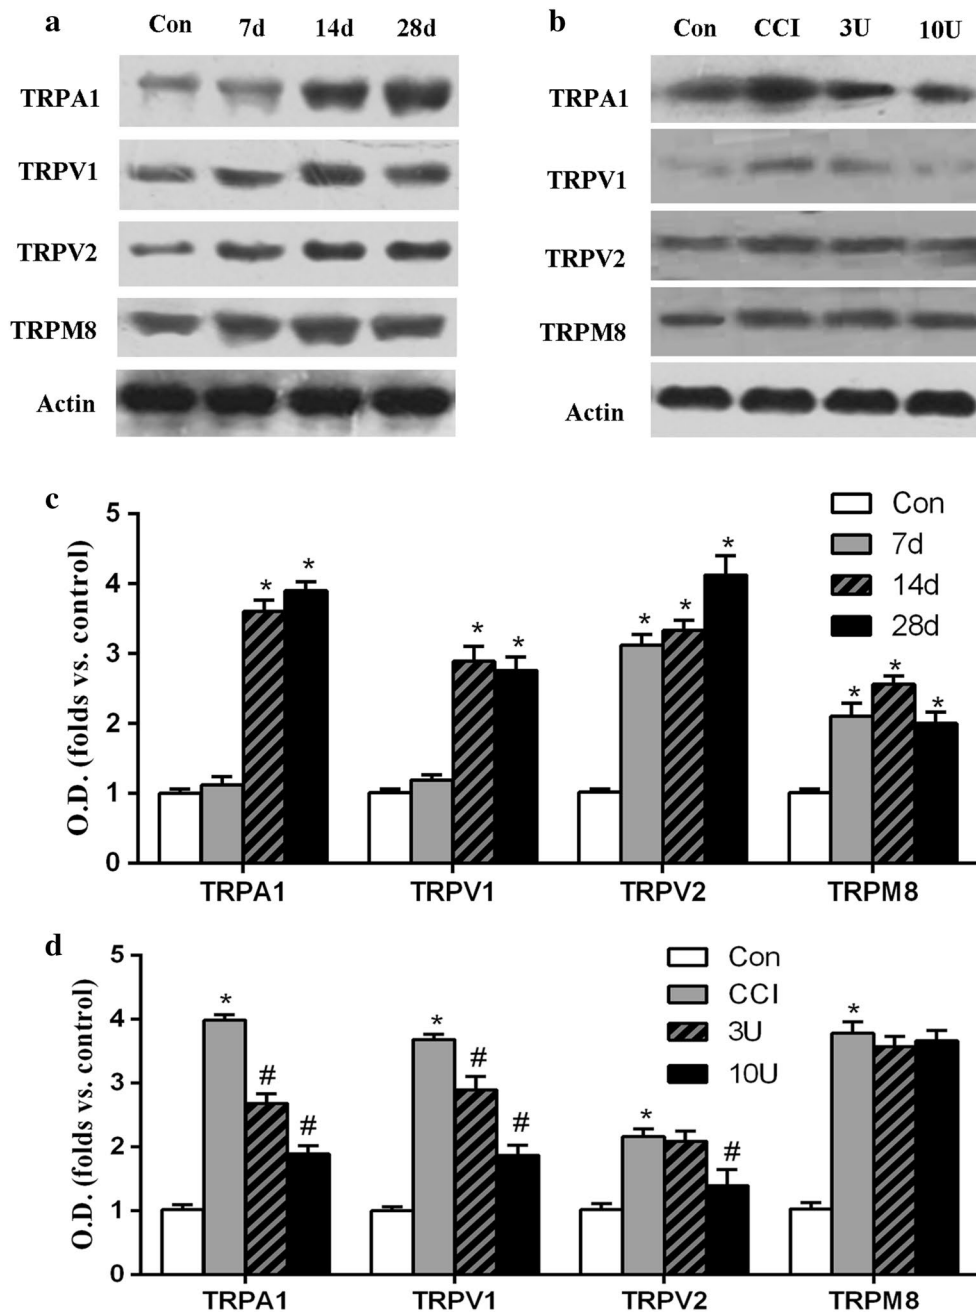 a
Con 7d 14d 28d
TRPA1
TRPV1
TRPV2
TRPM8
Actin
b
Con CCI 3U 10U
TRPA1
TRPV1
TRPV2
TRPM8
Actin
c
O.D. (folds vs. control)
5
4
3
2
1
0
* * * * * * * * * *
Con
7d
14d
28d
TRPA1 TRPV1 TRPV2 TRPM8
d
O.D. (folds vs. control)
5
4
3
2
1
0
* # # * # # * # *
Con
CCI
3U
10U
TRPA1 TRPV1 TRPV2 TRPM8